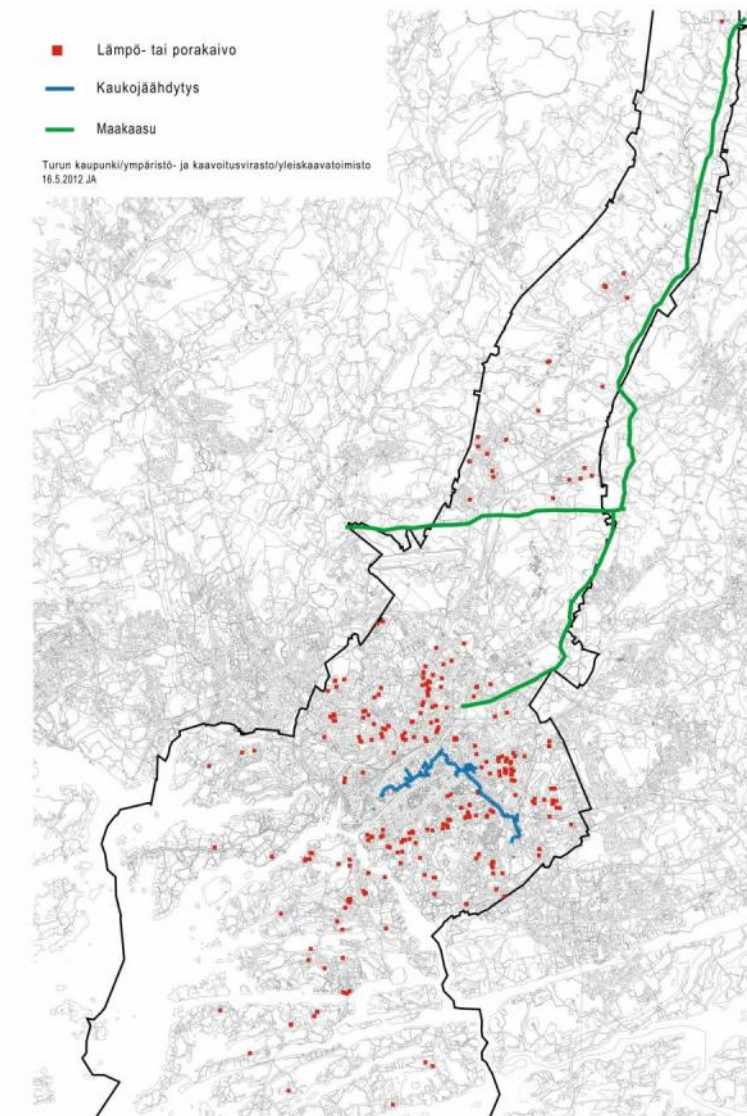 Lämpö- tai porakaivo
Kaukojäähdytys
Maakaasu
Turun kaupunki/ympäristö- ja kaavoitusvirasto/yleiskaavatoimisto
16.5.2012 JA